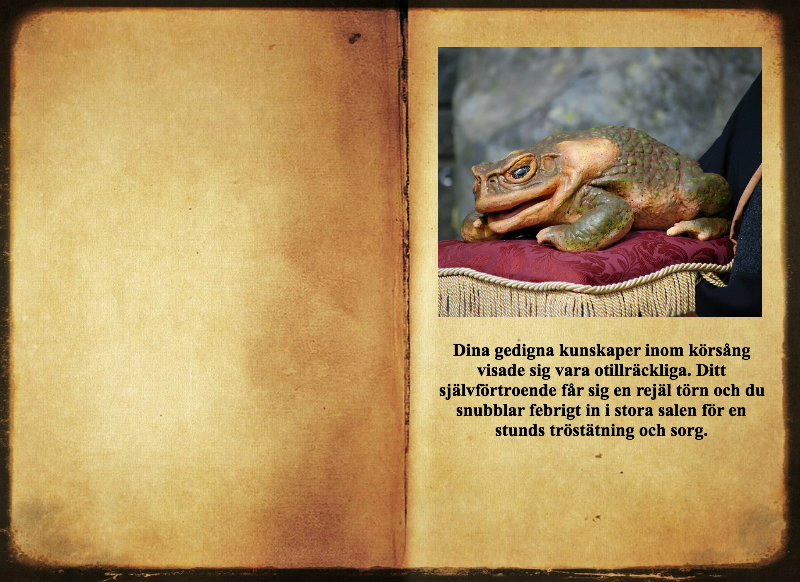 Dina gedigna kunskaper inom körsång
visade sig vara otillräckliga. Ditt
självförtroende får sig en rejäl törn och du
snubblar febrigt in i stora salen för en
stunds tröstätning och sorg.